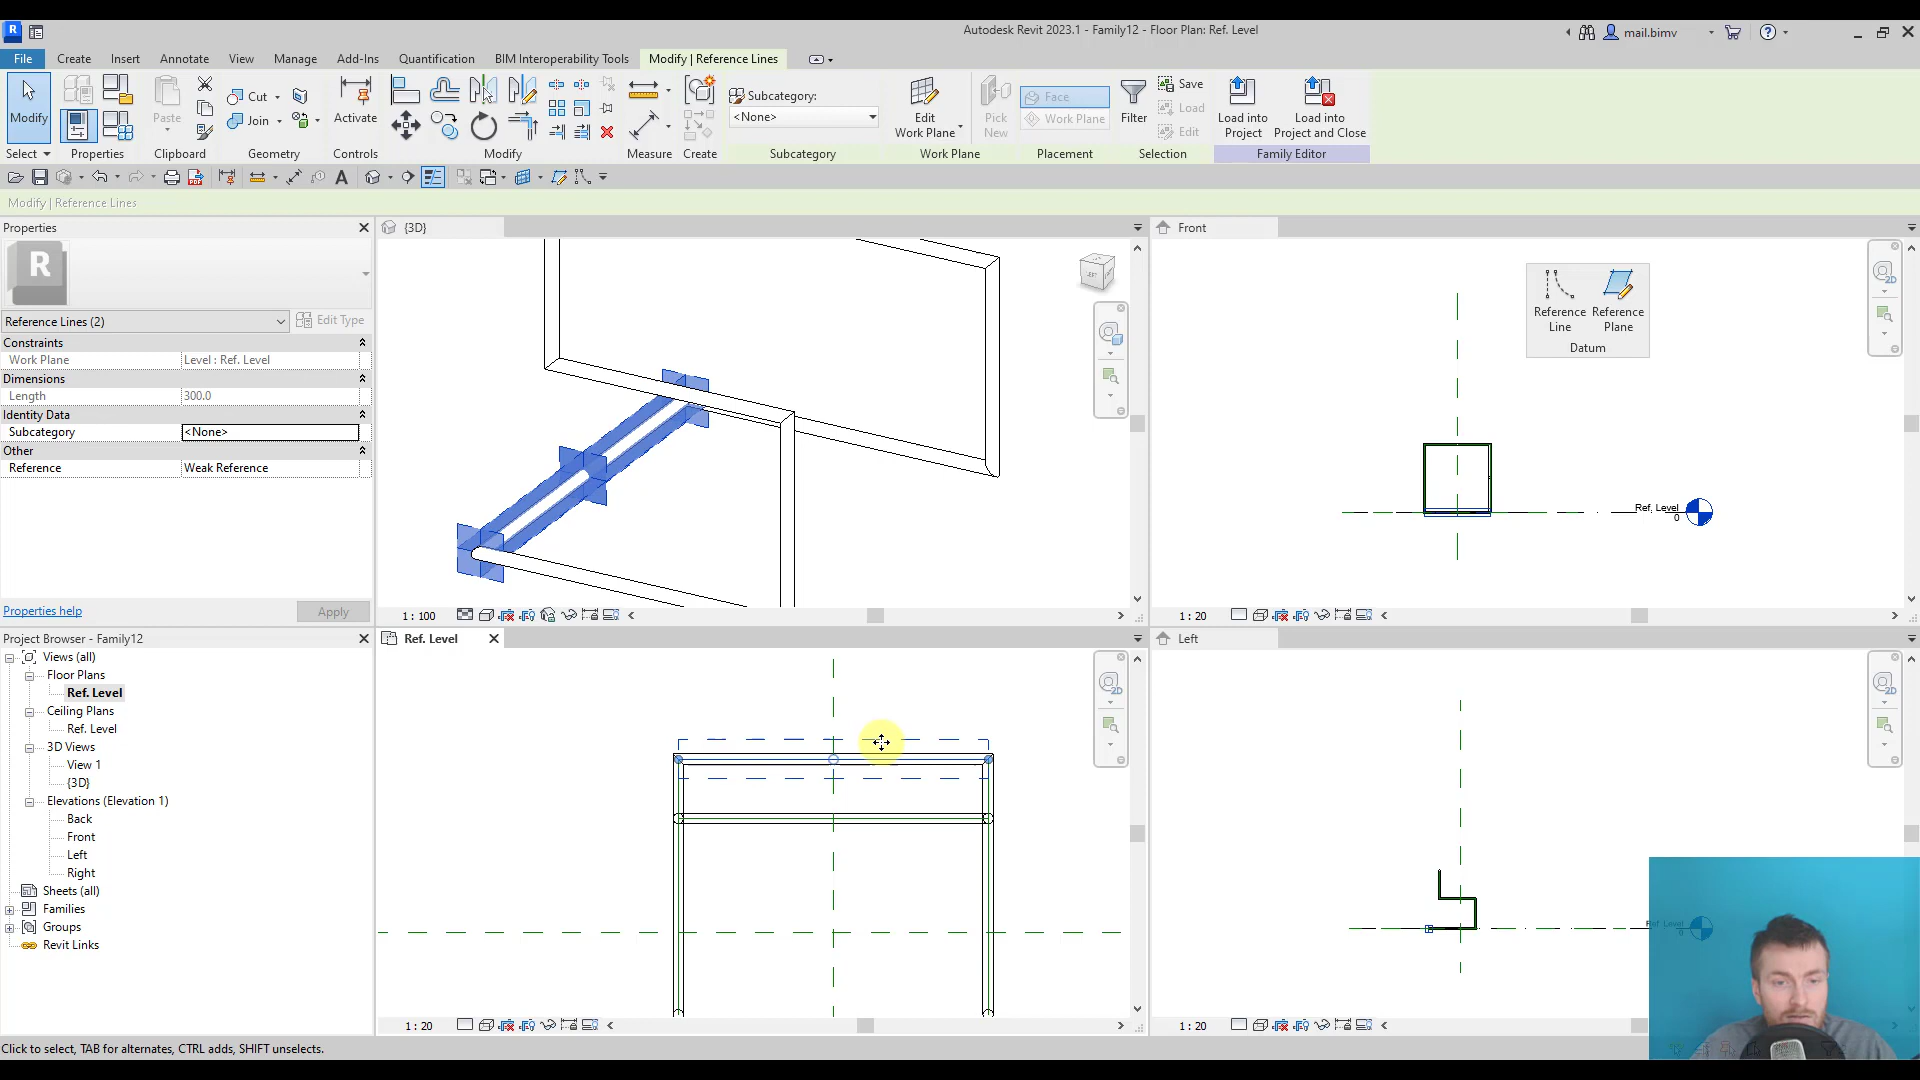 Autodesk Revit 2023.1 - Family12 - Floor Plan: Ref. Level
mail.bimv
File Create Insert Annotate View Manage Add-Ins Quantification BIM Interoperability Tools Modify | Reference Lines
Modify
Paste
Cut
Join
Activate
Subcategory:
<None>
Edit
Work Plane
Pick
New
Face
Work Plane
Filter
Save
Load
Edit
Load into
Project
Load into
Project and Close
Select Properties Clipboard Geometry Controls Modify Measure Create Subcategory Work Plane Placement Selection Family Editor
Modify | Reference Lines
Properties
R
Reference Lines (2)
Edit Type
Constraints
Work Plane Level : Ref. Level
Dimensions
Length 300.0
Identity Data
Subcategory <None>
Other
Reference Weak Reference
Properties help
Apply
Project Browser - Family12
Views (all)
Floor Plans
Ref. Level
Ceiling Plans
Ref. Level
3D Views
View 1
{3D}
Elevations (Elevation 1)
Back
Front
Left
Right
Sheets (all)
Families
Groups
Revit Links
{3D}
1 : 100
Front
Reference
Line
Reference
Plane
Datum
Ref. Level
0
1 : 20
Ref. Level
1 : 20
Left
Ref. Level
1 : 20
Click to select, TAB for alternates, CTRL adds, SHIFT unselects.